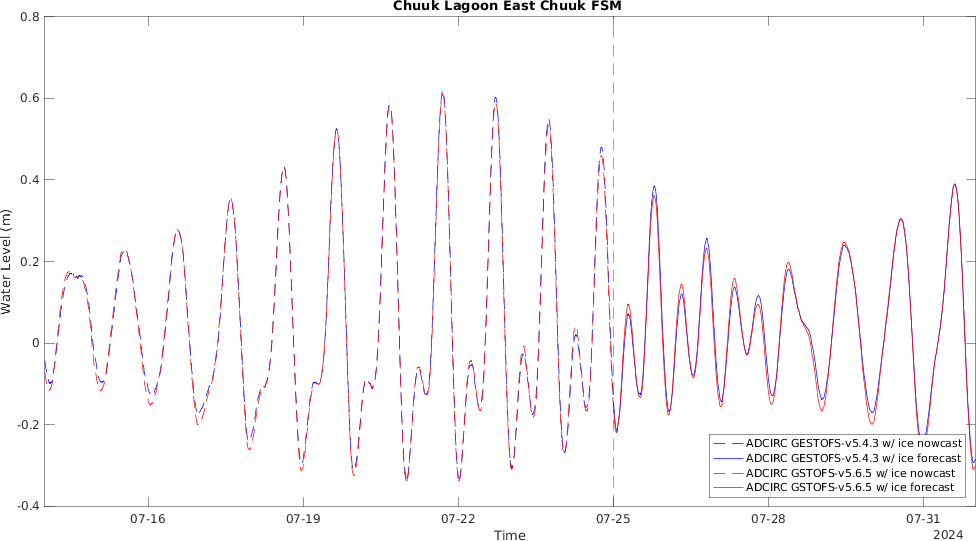 Chuuk Lagoon East Chuuk FSM
0.8
0.6
0.4
0.2
0
-0.2
-0.4
Water Level (m)
ADCIRC GESTOFS-v5.4.3 w/ ice nowcast
ADCIRC GESTOFS-v5.4.3 w/ ice forecast
ADCIRC GSTOFS-v5.6.5 w/ ice nowcast
ADCIRC GSTOFS-v5.6.5 w/ ice forecast
07-16 07-19 07-22 07-25 07-28 07-31
Time
2024